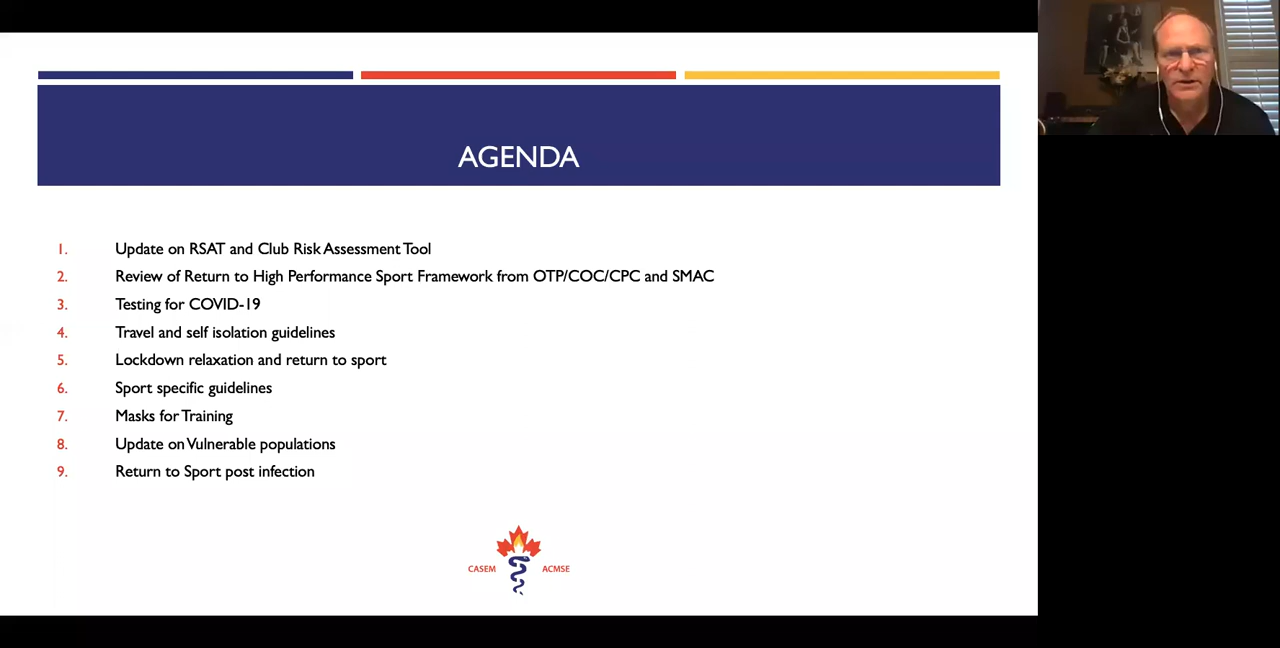 AGENDA
1. Update on RSAT and Club Risk Assessment Tool
2. Review of Return to High Performance Sport Framework from OTP/COC/CPC and SMAC
3. Testing for COVID-19
4. Travel and self isolation guidelines
5. Lockdown relaxation and return to sport
6. Sport specific guidelines
7. Masks for Training
8. Update on Vulnerable populations
9. Return to Sport post infection
CASEM ACMSE